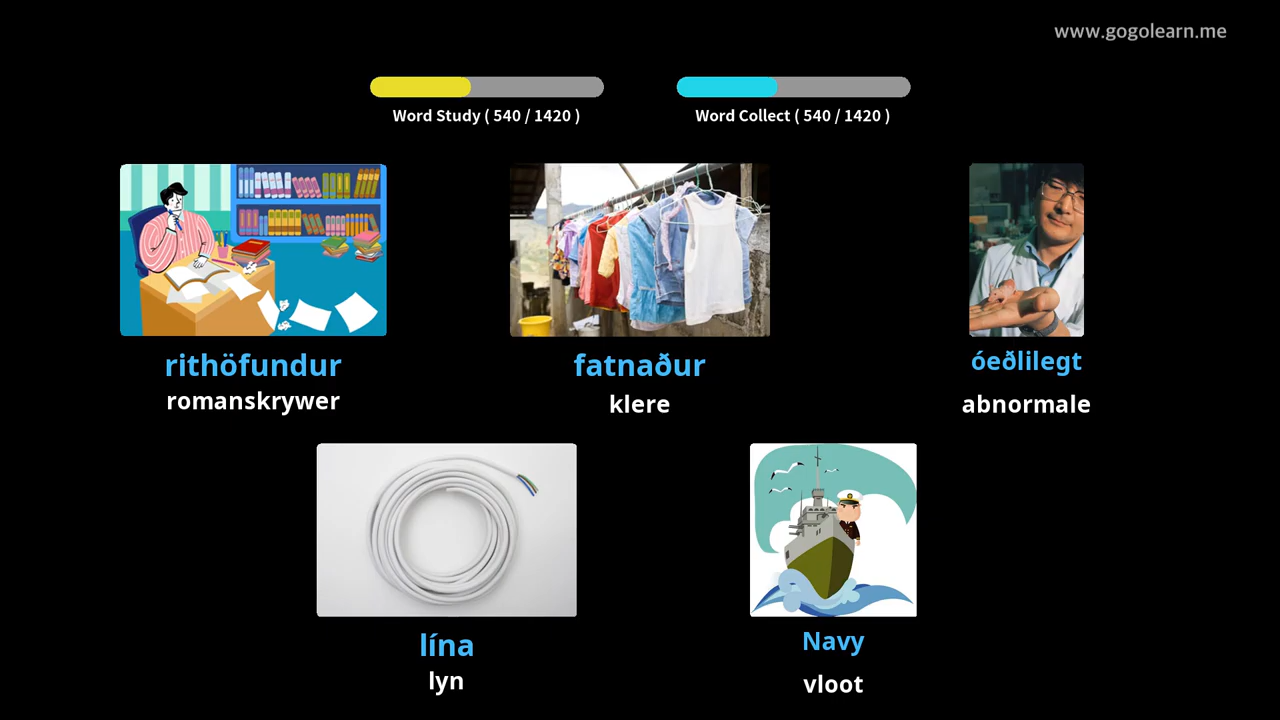 www.gogolearn.me
Word Study ( 540 / 1420 )
Word Collect ( 540 / 1420 )
rithöfundur
romanskrywer
fatnaður
klere
óeðlilegt
abnormale
lína
lyn
Navy
vloot